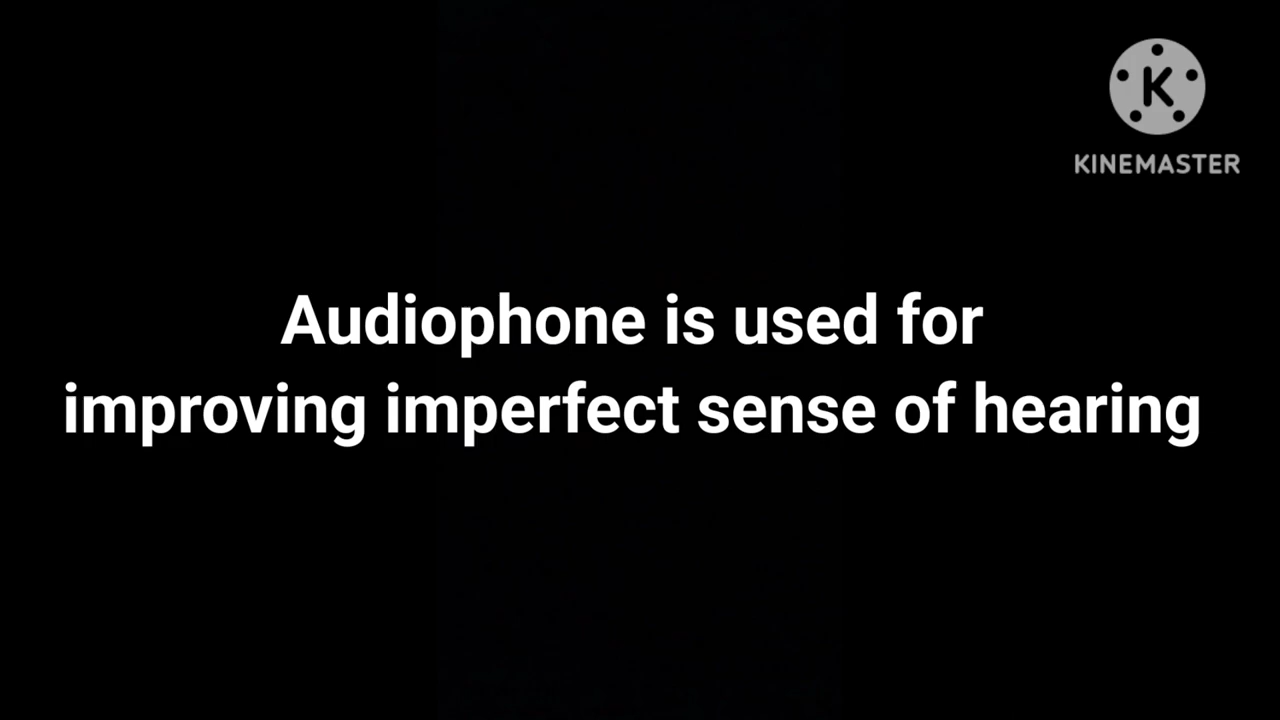 K
KINEMASTER
Audiophone is used for
improving imperfect sense of hearing